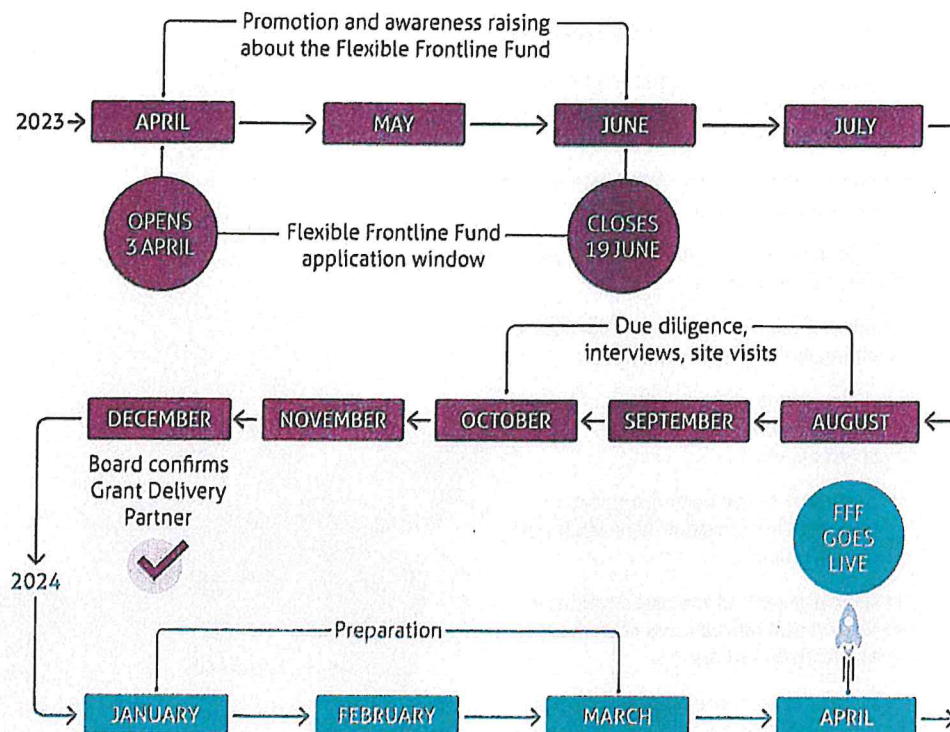 Promotion and awareness raising
about the Flexible Frontline Fund
2023
APRIL
MAY
JUNE
JULY
OPENS
3 APRIL
Flexible Frontline Fund
application window
CLOSES
19 JUNE
Due diligence,
interviews, site visits
DECEMBER
NOVEMBER
OCTOBER
SEPTEMBER
AUGUST
Board confirms
Grant Delivery
Partner
FFF
GOES
LIVE
2024
Preparation
JANUARY
FEBRUARY
MARCH
APRIL